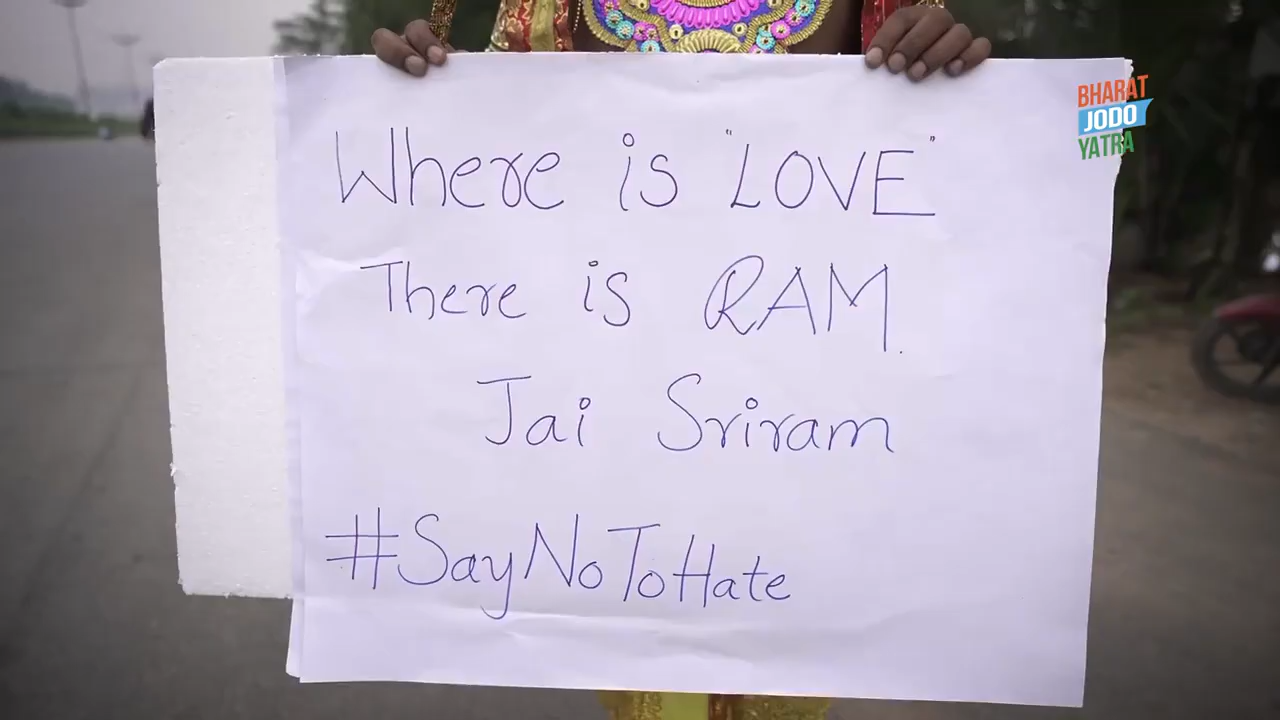 Where is "LOVE"
There is RAM.
Jai Sriram
#SayNoToHate
BHARAT
JODO
YATRA